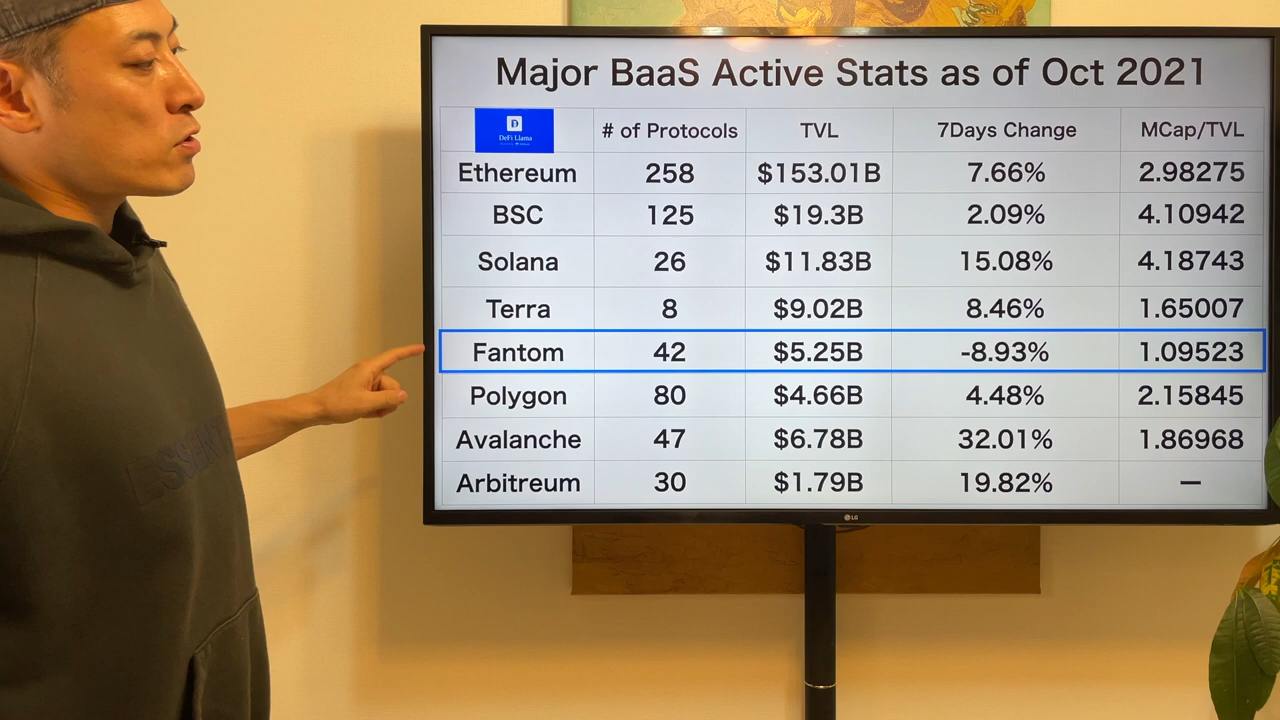 Major BaaS Active Stats as of Oct 2021
DeFi Llama # of Protocols TVL 7Days Change MCap/TVL
Ethereum 258 $153.01B 7.66% 2.98275
BSC 125 $19.3B 2.09% 4.10942
Solana 26 $11.83B 15.08% 4.18743
Terra 8 $9.02B 8.46% 1.65007
Fantom 42 $5.25B -8.93% 1.09523
Polygon 80 $4.66B 4.48% 2.15845
Avalanche 47 $6.78B 32.01% 1.86968
Arbitreum 30 $1.79B 19.82% —
LG